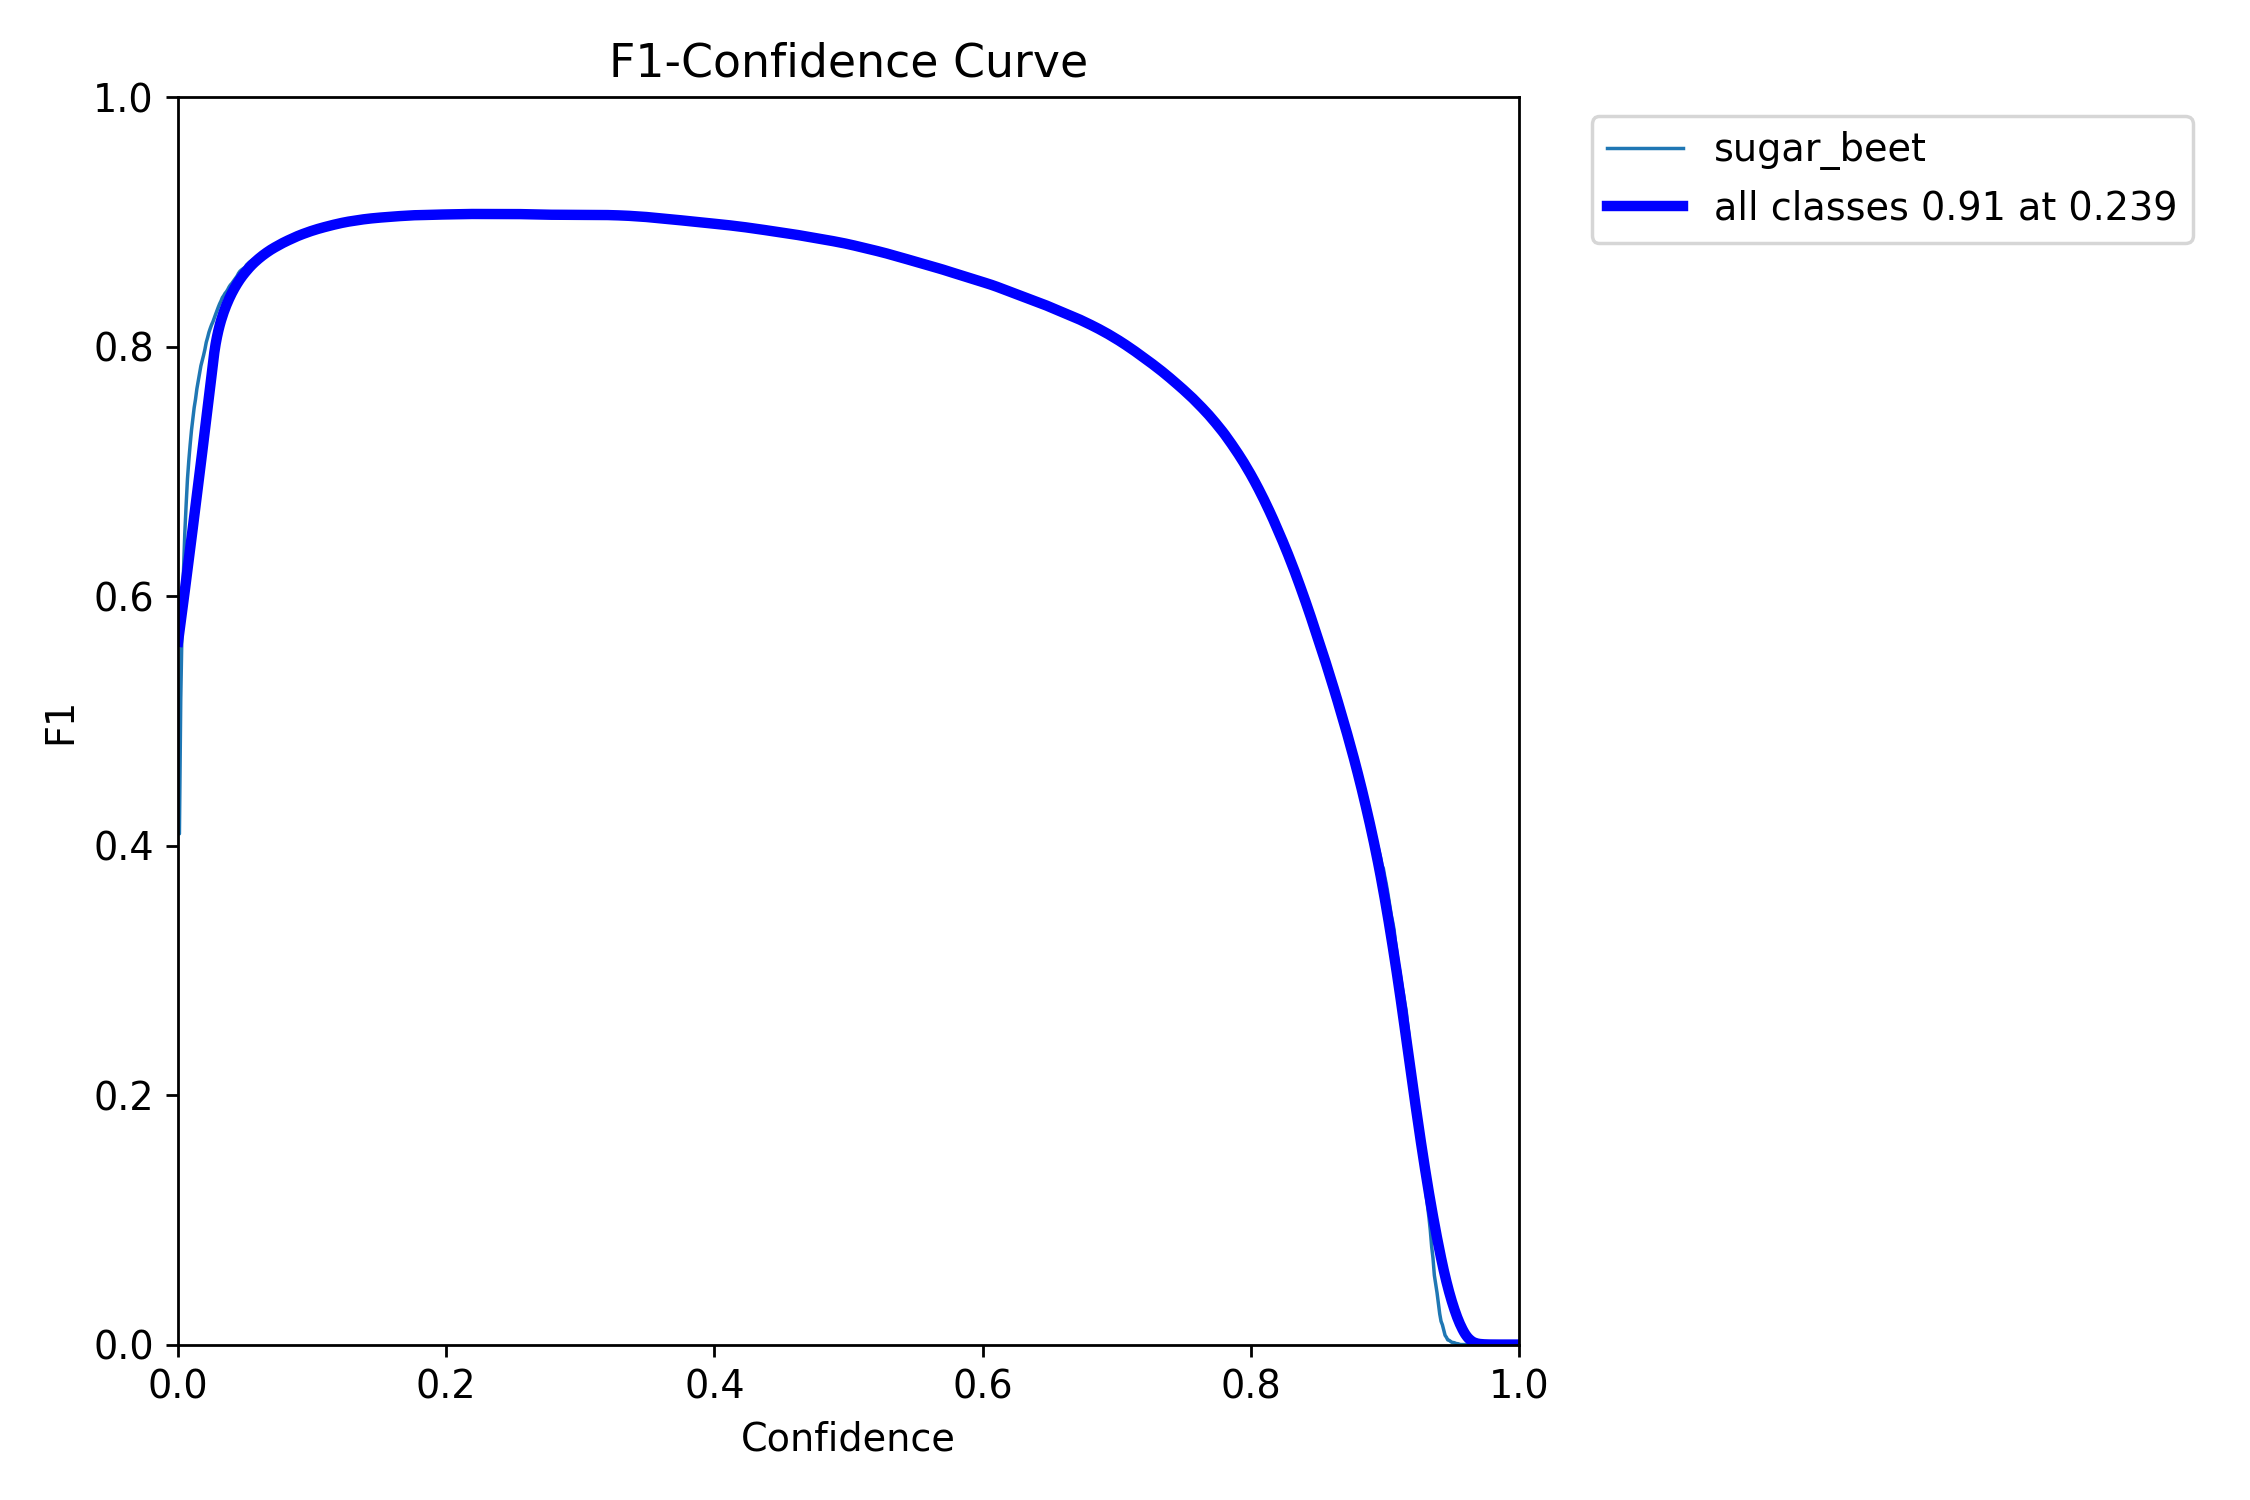 F1-Confidence Curve
sugar_beet
all classes 0.91 at 0.239
1.0
0.8
0.6
0.4
0.2
0.0
F1
0.0 0.2 0.4 0.6 0.8 1.0
Confidence